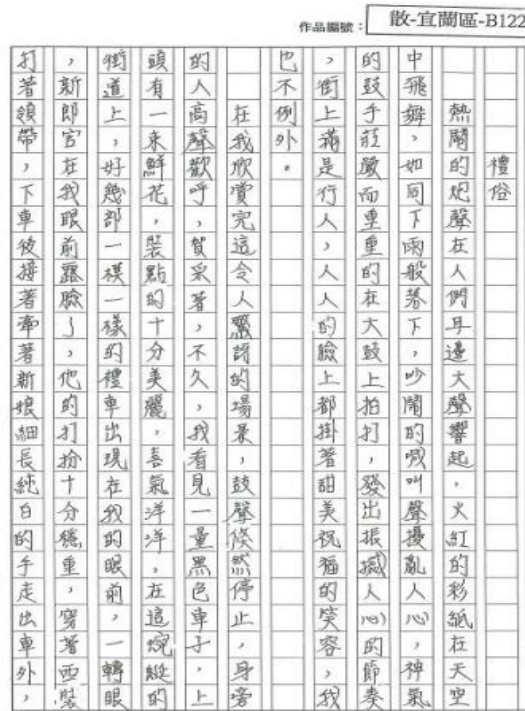 作品編號：散-宜蘭區-B122
禮俗
熱鬧的炮聲在人們耳邊大聲響起，火紅的彩紙在天空
中飛舞，如同下雨般落下，吵鬧的喊叫聲擾亂人心，神氣
的鼓手莊嚴而重重的在大鼓上拍打，發出振撼人心的節奏
，街上滿是行人，人人的臉上都掛著甜美祝福的笑容，我
也不例外。
在我欣賞完這令人驚訝的場景，鼓聲倏然停止，身旁
的人高聲歡呼，賀采著，不久，我看見一量黑色車子，上
頭有一朵鮮花，裝點的十分美麗，喜氣洋洋，在這蜿蜒的
街道上，好幾部一模一樣的禮車出現在我的眼前，一轉眼
，新郎官在我眼前露臉了，他的打扮十分穩重，穿著西裝
打著領帶，下車後接著牽著新娘細長純白的手走出車外，